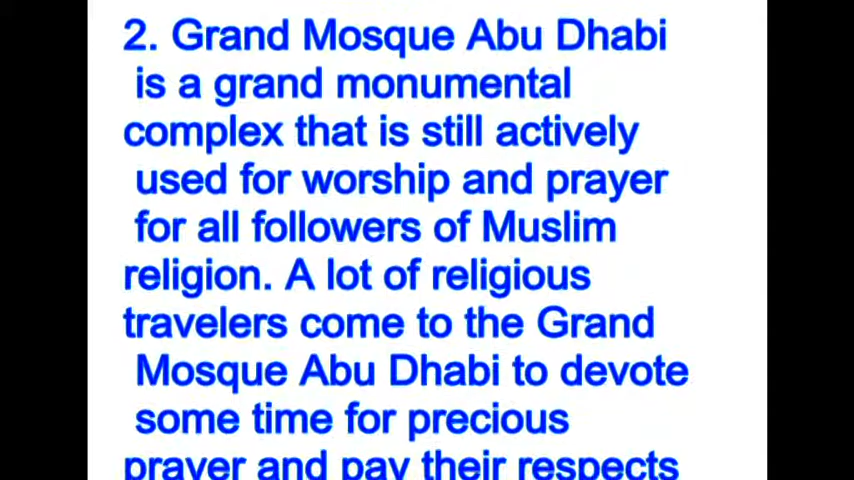 2. Grand Mosque Abu Dhabi
is a grand monumental
complex that is still actively
used for worship and prayer
for all followers of Muslim
religion. A lot of religious
travelers come to the Grand
Mosque Abu Dhabi to devote
some time for precious
prayer and pay their respects